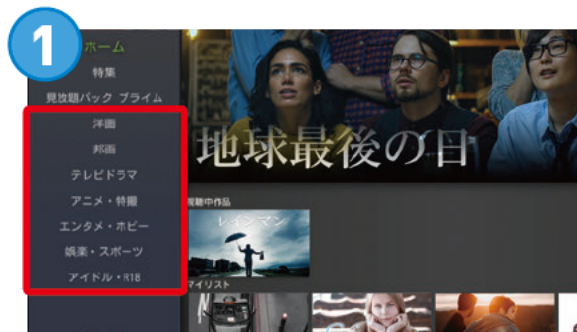 1
ホーム
特集
見放題パック プライム
洋画
邦画
テレビドラマ
アニメ・特撮
エンタメ・ホビー
娯楽・スポーツ
アイドル・R18
地球最後の日
視聴中作品
レインマン
マイリスト